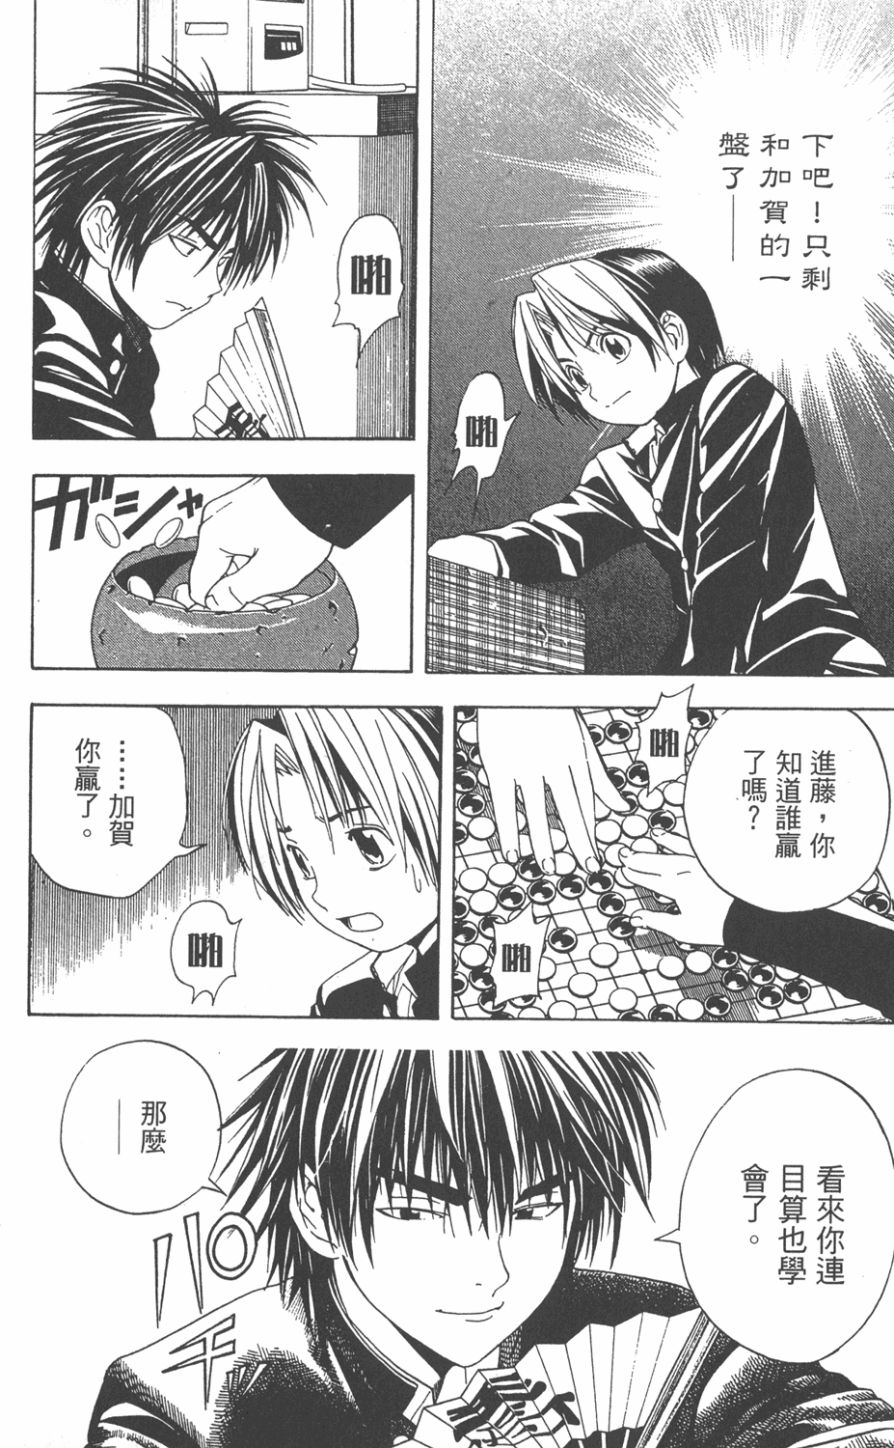 下吧！只剩
和加賀的一
盤了——
啪
啪
ガシャ
進藤，你
知道誰贏
了嗎？
啪
啪
……加賀
你贏了。
啪
看來你連
目算也學
會了。
那麼
——
パチッ